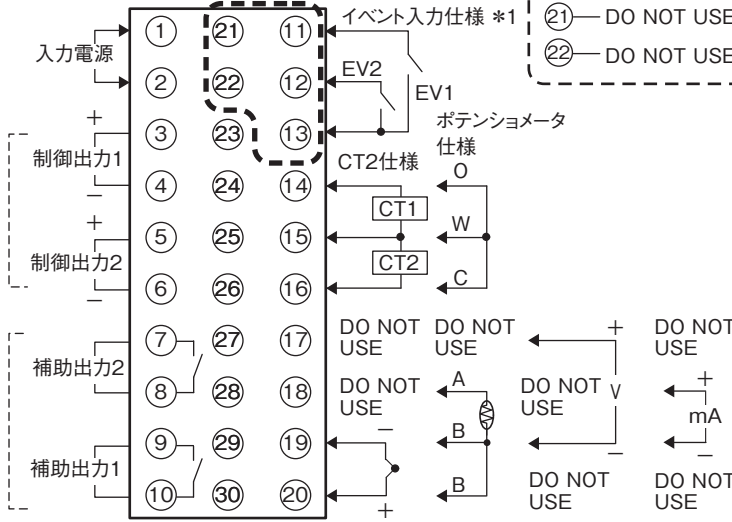 イベント入力仕様 *1
㉑ DO NOT USE
㉒ DO NOT USE
入力電源
① ㉑ ⑪
② ㉒ ⑫
EV2
EV1
+
③ ㉓ ⑬
制御出力1
ポテンショメータ
仕様
CT2仕様
④ ㉔ ⑭
−
O
CT1
+
⑤ ㉕ ⑮
W
制御出力2
CT2
⑥ ㉖ ⑯
−
C
⑦ ㉗ ⑰
DO NOT
USE
DO NOT
USE
+
DO NOT
USE
補助出力2
⑧ ㉘ ⑱
DO NOT
USE
A
DO NOT
USE
V
+
mA
⑨ ㉙ ⑲
−
B
−
−
補助出力1
⑩ ㉚ ⑳
+
B
DO NOT
USE
DO NOT
USE